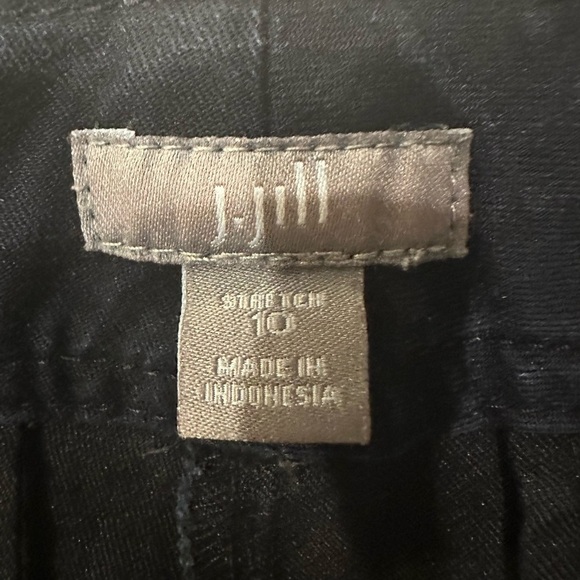 J.Jill
STRETCH
10
MADE IN
INDONESIA